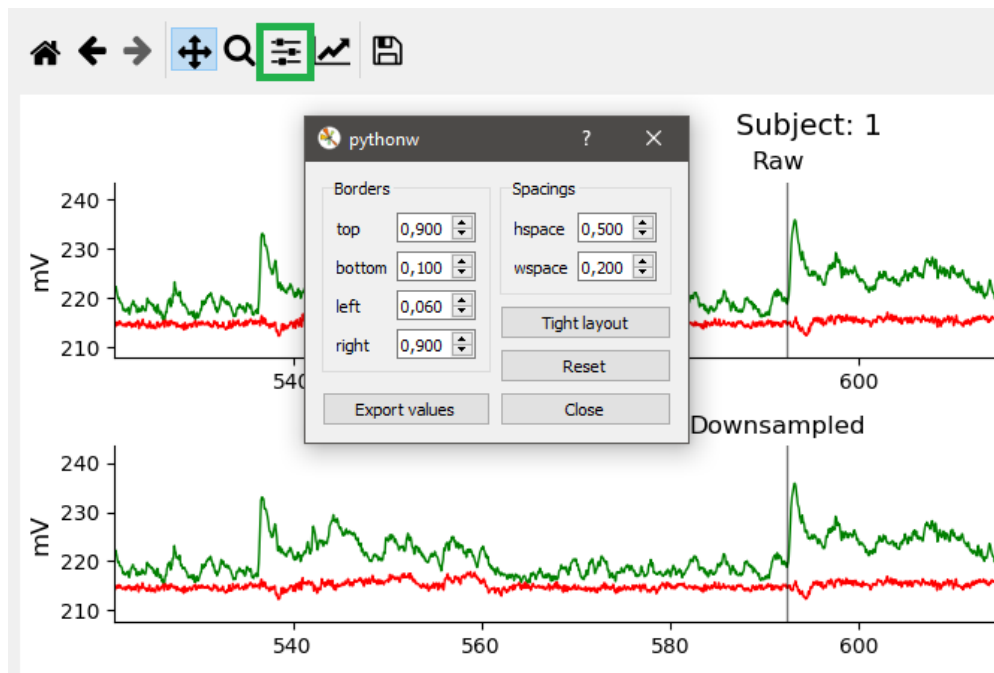 Subject: 1
Raw
pythonw ? ×
Borders
top 0,900
bottom 0,100
left 0,060
right 0,900
Export values
Spacings
hspace 0,500
wspace 0,200
Tight layout
Reset
Close
mV
240
230
220
210
540
600
Downsampled
mV
240
230
220
210
540 560 580 600